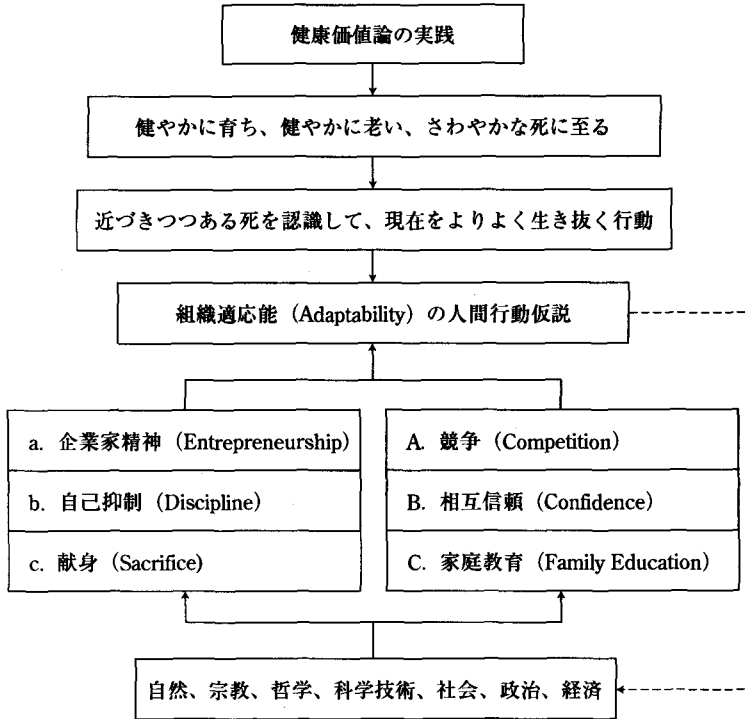 健康価値論の実践
健やかに育ち、健やかに老い、さわやかな死に至る
近づきつつある死を認識して、現在をよりよく生き抜く行動
組織適応能（Adaptability）の人間行動仮説
a. 企業家精神（Entrepreneurship）
b. 自己抑制（Discipline）
c. 献身（Sacrifice）
A. 競争（Competition）
B. 相互信頼（Confidence）
C. 家庭教育（Family Education）
自然、宗教、哲学、科学技術、社会、政治、経済